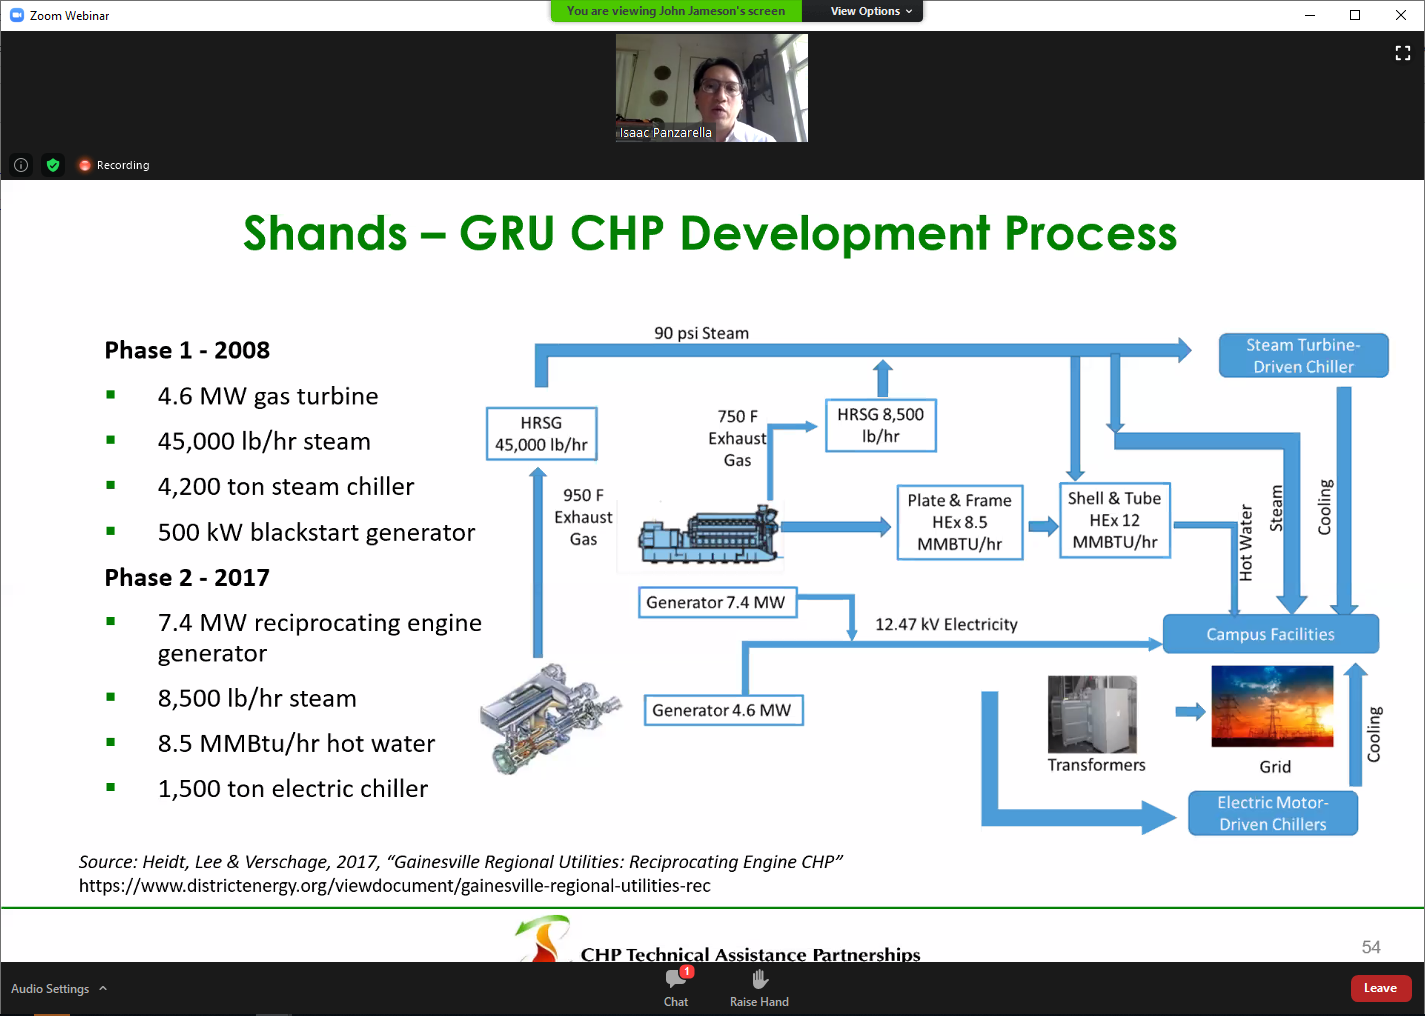 Zoom Webinar
You are viewing John Jameson's screen
View Options
Isaac Panzarella
Recording
Shands – GRU CHP Development Process
Phase 1 - 2008
4.6 MW gas turbine
45,000 lb/hr steam
4,200 ton steam chiller
500 kW blackstart generator
Phase 2 - 2017
7.4 MW reciprocating engine
generator
8,500 lb/hr steam
8.5 MMBtu/hr hot water
1,500 ton electric chiller
90 psi Steam
Steam Turbine-
Driven Chiller
HRSG
45,000 lb/hr
750 F
Exhaust
Gas
HRSG 8,500
lb/hr
950 F
Exhaust
Gas
Plate & Frame
HEx 8.5
MMBTU/hr
Shell & Tube
HEx 12
MMBTU/hr
Hot Water
Steam
Cooling
Generator 7.4 MW
12.47 kV Electricity
Campus Facilities
Generator 4.6 MW
Transformers
Grid
Cooling
Electric Motor-
Driven Chillers
Source: Heidt, Lee & Verschage, 2017, “Gainesville Regional Utilities: Reciprocating Engine CHP”
https://www.districtenergy.org/viewdocument/gainesville-regional-utilities-rec
CHP Technical Assistance Partnerships
54
Audio Settings
1
Chat
Raise Hand
Leave